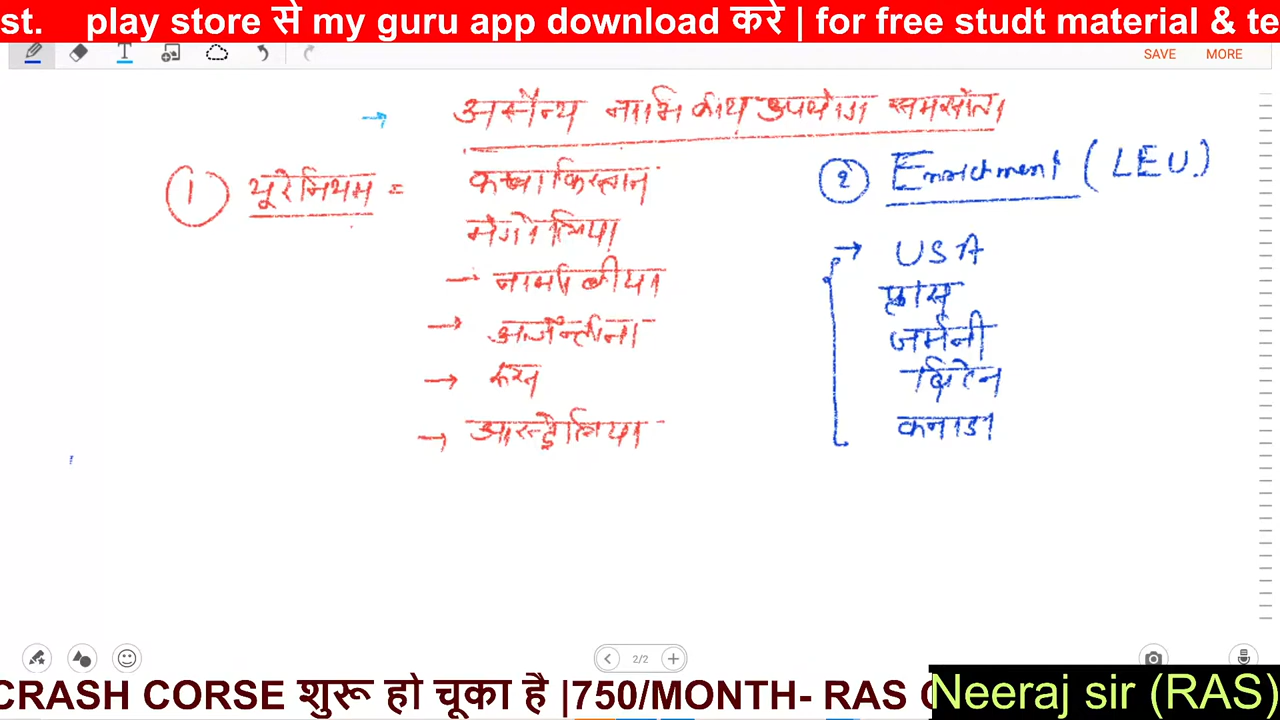 st. play store से my guru app download करे | for free studt material & te
SAVE MORE
असैन्य नाभिकीय उपयोग समझौता
① यूरेनियम =
कजाकिस्तान
मंगोलिया
→ नामीबीया
→ अर्जेन्टीना
→ रूस
→ आस्ट्रेलिया
② Enrichment (LEU.)
→ USA
फ्रांस
जर्मनी
ब्रिटेन
कनाडा
2/2
CRASH CORSE शुरू हो चूका है |750/MONTH- RAS
Neeraj sir (RAS)